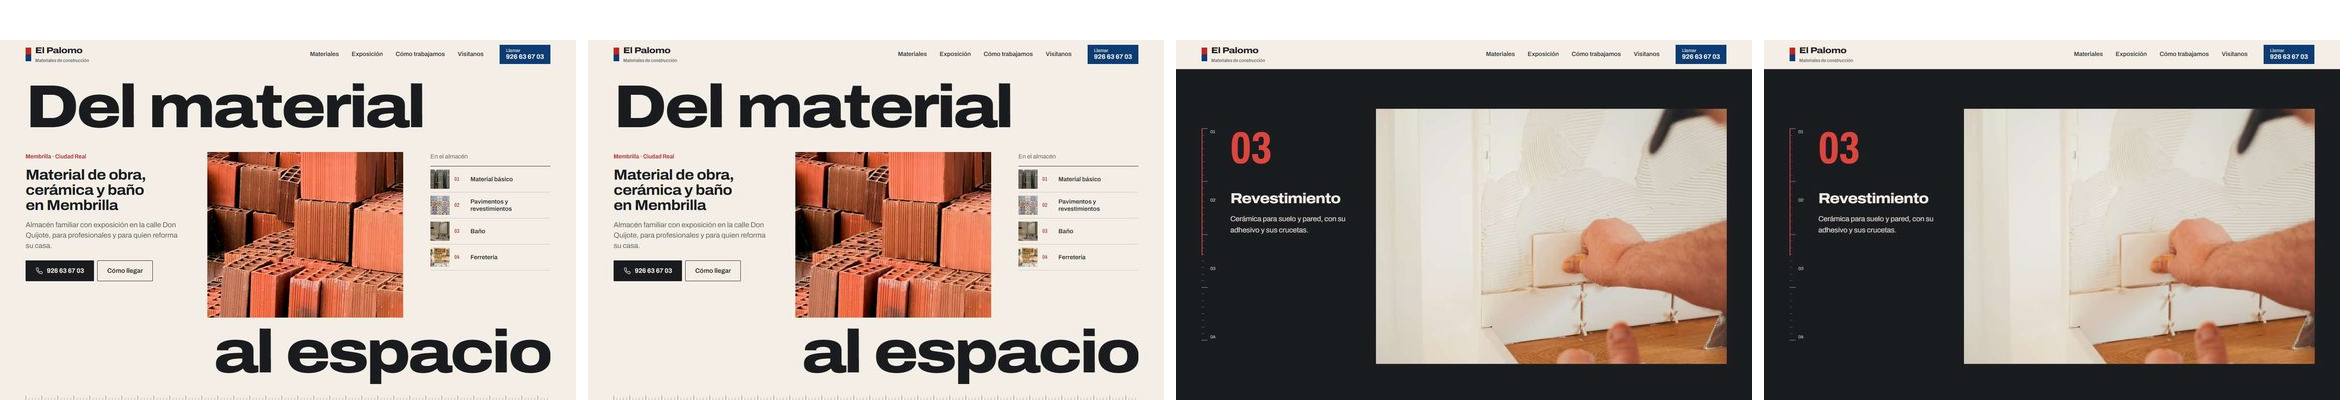 El Palomo
Materiales de construcción
Materiales Exposición Cómo trabajamos Visítanos
Llamar
926 63 67 03
Del material
Membrilla · Ciudad Real
Material de obra,
cerámica y baño
en Membrilla
Almacén familiar con exposición en la calle Don
Quijote, para profesionales y para quien reforma
su casa.
926 63 67 03
Cómo llegar
En el almacén
01 Material básico
02 Pavimentos y
revestimientos
03 Baño
04 Ferretería
al espacio
El Palomo
Materiales de construcción
Materiales Exposición Cómo trabajamos Visítanos
Llamar
926 63 67 03
Del material
Membrilla · Ciudad Real
Material de obra,
cerámica y baño
en Membrilla
Almacén familiar con exposición en la calle Don
Quijote, para profesionales y para quien reforma
su casa.
926 63 67 03
Cómo llegar
En el almacén
01 Material básico
02 Pavimentos y
revestimientos
03 Baño
04 Ferretería
al espacio
El Palomo
Materiales de construcción
Materiales Exposición Cómo trabajamos Visítanos
Llamar
926 63 67 03
01
02
03
04
03
Revestimiento
Cerámica para suelo y pared, con su
adhesivo y sus crucetas.
El Palomo
Materiales de construcción
Materiales Exposición Cómo trabajamos Visítanos
Llamar
926 63 67 03
01
02
03
04
03
Revestimiento
Cerámica para suelo y pared, con su
adhesivo y sus crucetas.